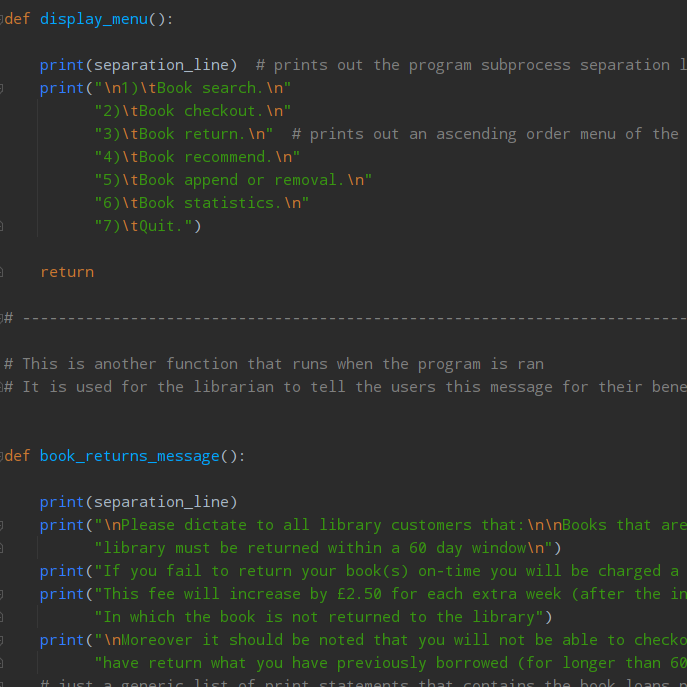 def display_menu():
print(separation_line)  # prints out the program subprocess separation l
print("\n1)\tBook search.\n"
"2)\tBook checkout.\n"
"3)\tBook return.\n"  # prints out an ascending order menu of the
"4)\tBook recommend.\n"
"5)\tBook append or removal.\n"
"6)\tBook statistics.\n"
"7)\tQuit.")
return
# --------------------------------------------------------------------------
# This is another function that runs when the program is ran
# It is used for the librarian to tell the users this message for their bene
def book_returns_message():
print(separation_line)
print("\nPlease dictate to all library customers that:\n\nBooks that are
"library must be returned within a 60 day window\n")
print("If you fail to return your book(s) on-time you will be charged a
print("This fee will increase by £2.50 for each extra week (after the in
"In which the book is not returned to the library")
print("\nMoreover it should be noted that you will not be able to checko
"have return what you have previously borrowed (for longer than 60
# just a generic list of print statements that contains the book loans